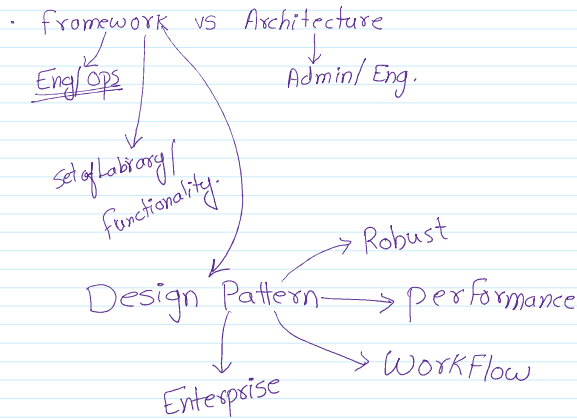 · Framework vs Architecture
Eng/Ops
Admin/Eng.
Set of Labrary/
Functionality.
Robust
Design Pattern
performance
WorkFlow
Enterprise